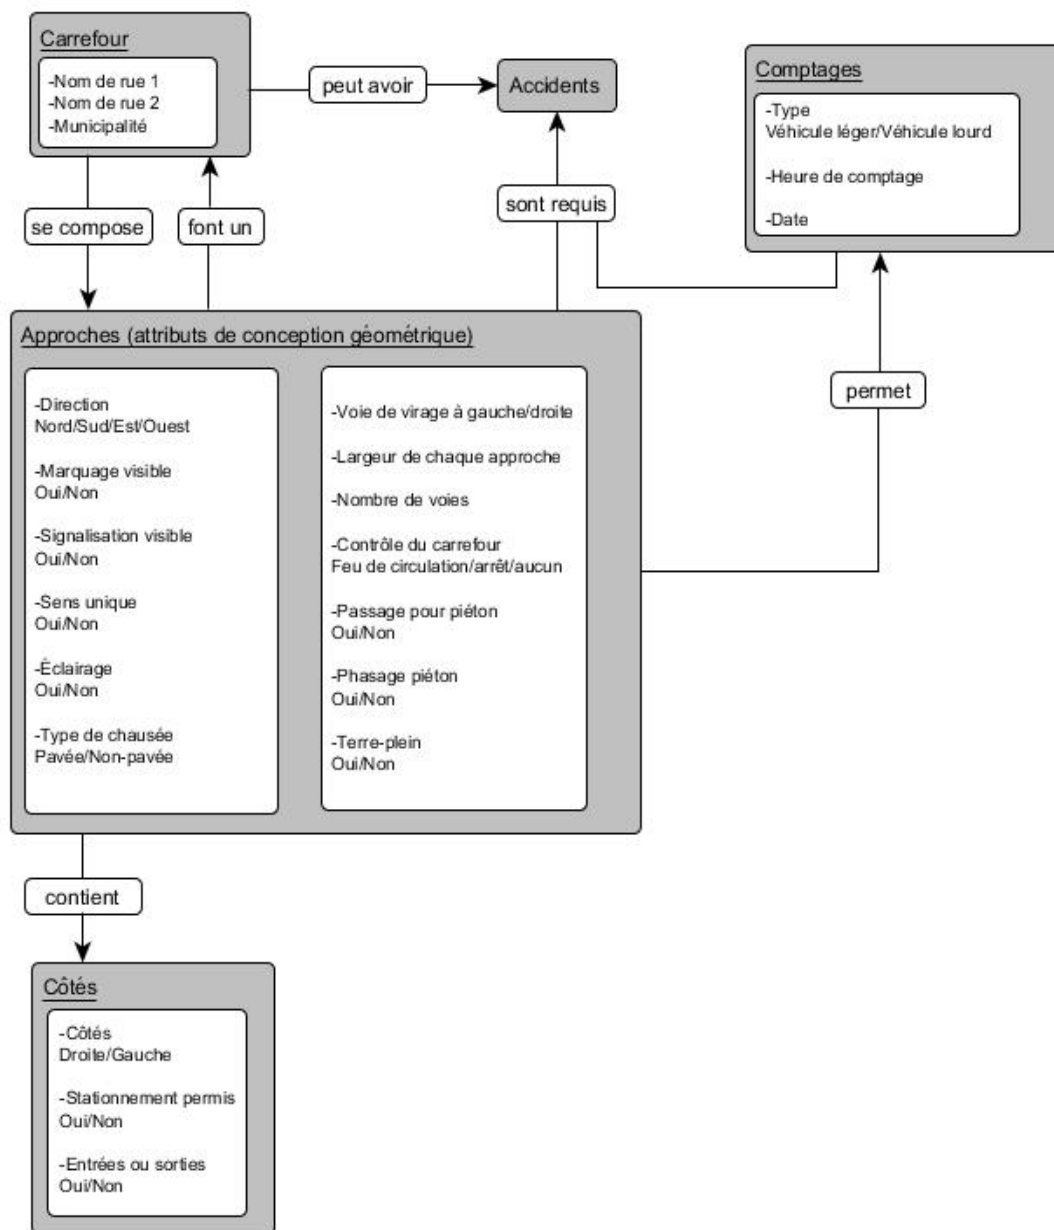 Carrefour
-Nom de rue 1
-Nom de rue 2
-Municipalité
peut avoir
Accidents
Comptages
-Type
Véhicule léger/Véhicule lourd
-Heure de comptage
-Date
se compose
font un
sont requis
permet
Approches (attributs de conception géométrique)
-Direction
Nord/Sud/Est/Ouest
-Marquage visible
Oui/Non
-Signalisation visible
Oui/Non
-Sens unique
Oui/Non
-Éclairage
Oui/Non
-Type de chausée
Pavée/Non-pavée
-Voie de virage à gauche/droite
-Largeur de chaque approche
-Nombre de voies
-Contrôle du carrefour
Feu de circulation/arrêt/aucun
-Passage pour piéton
Oui/Non
-Phasage piéton
Oui/Non
-Terre-plein
Oui/Non
contient
Côtés
-Côtés
Droite/Gauche
-Stationnement permis
Oui/Non
-Entrées ou sorties
Oui/Non